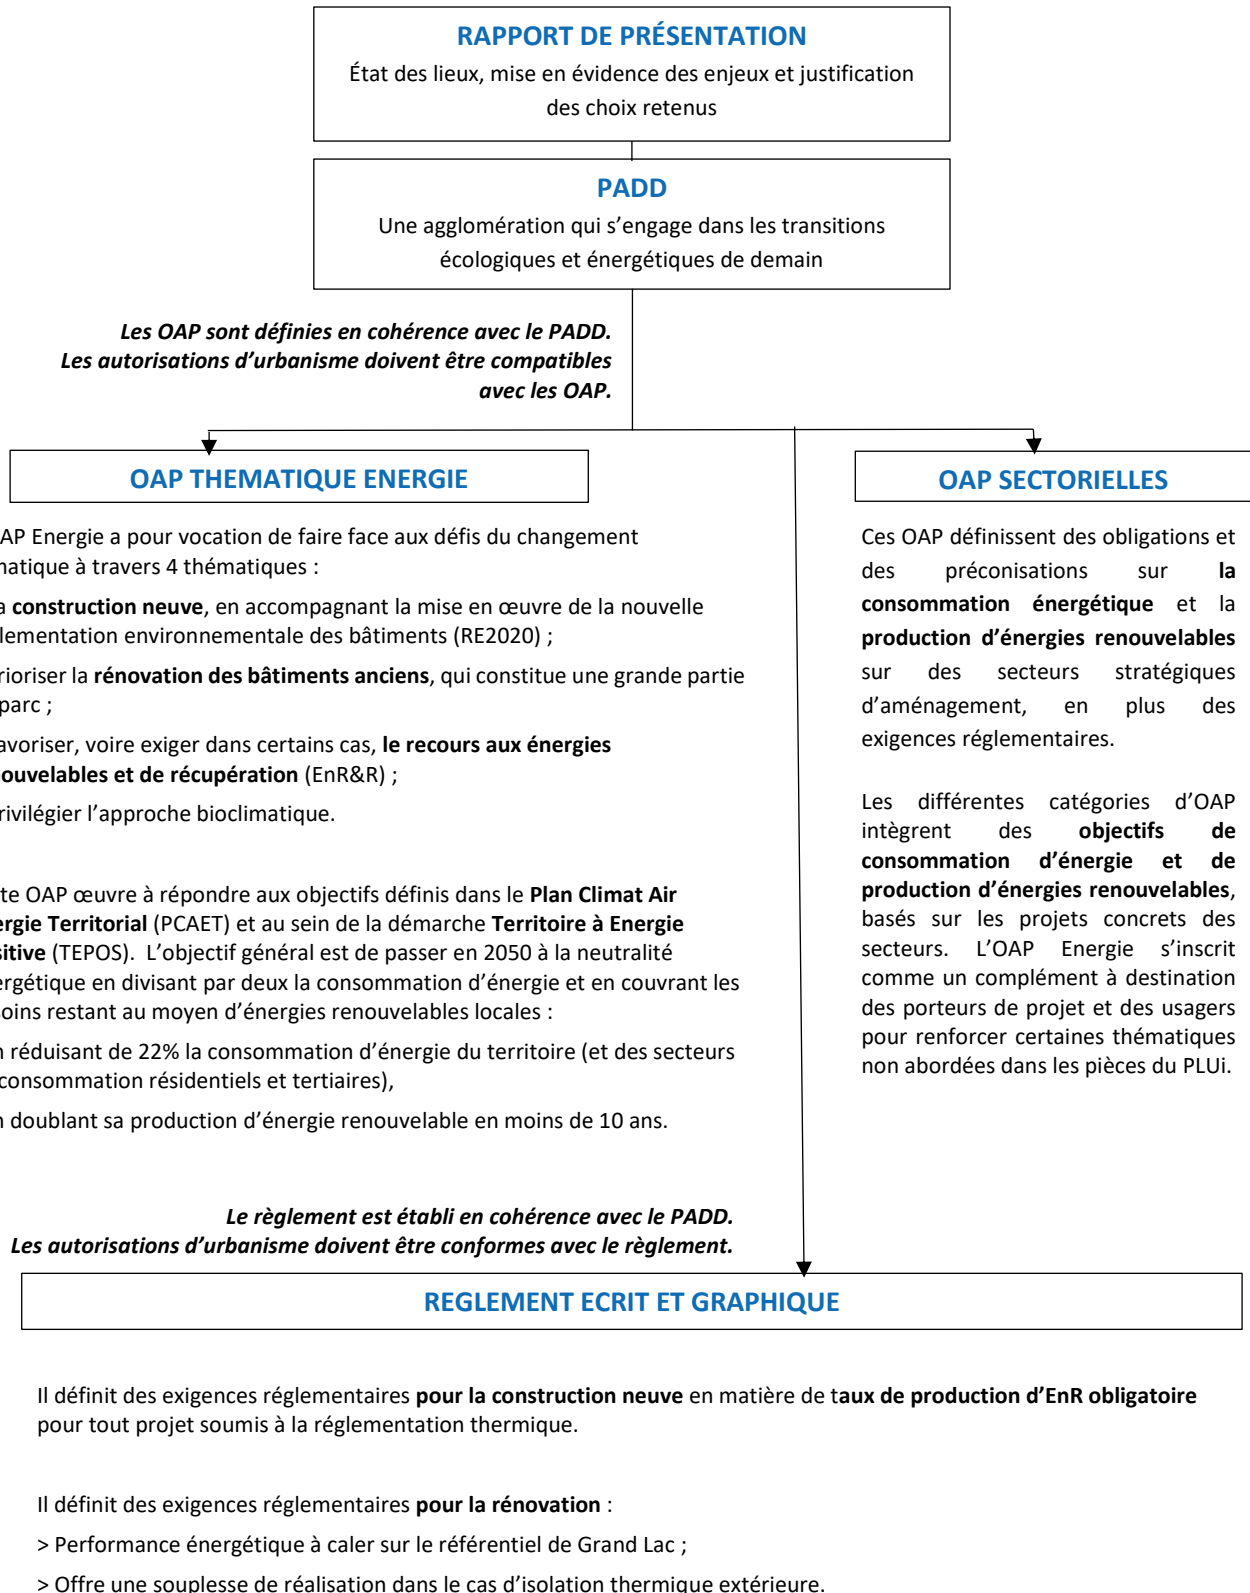 RAPPORT DE PRÉSENTATION
État des lieux, mise en évidence des enjeux et justification
des choix retenus
PADD
Une agglomération qui s’engage dans les transitions
écologiques et énergétiques de demain
Les OAP sont définies en cohérence avec le PADD.
Les autorisations d’urbanisme doivent être compatibles
avec les OAP.
OAP THEMATIQUE ENERGIE
AP Energie a pour vocation de faire face aux défis du changement
matique à travers 4 thématiques :
a construction neuve, en accompagnant la mise en œuvre de la nouvelle
lementation environnementale des bâtiments (RE2020) ;
rioriser la rénovation des bâtiments anciens, qui constitue une grande partie
parc ;
avoriser, voire exiger dans certains cas, le recours aux énergies
ouvelables et de récupération (EnR&R) ;
rivilégier l’approche bioclimatique.
te OAP œuvre à répondre aux objectifs définis dans le Plan Climat Air
ergie Territorial (PCAET) et au sein de la démarche Territoire à Energie
sitive (TEPOS). L’objectif général est de passer en 2050 à la neutralité
ergétique en divisant par deux la consommation d’énergie et en couvrant les
soins restant au moyen d’énergies renouvelables locales :
n réduisant de 22% la consommation d’énergie du territoire (et des secteurs
consommation résidentiels et tertiaires),
n doublant sa production d’énergie renouvelable en moins de 10 ans.
OAP SECTORIELLES
Ces OAP définissent des obligations et
des préconisations sur la
consommation énergétique et la
production d’énergies renouvelables
sur des secteurs stratégiques
d’aménagement, en plus des
exigences réglementaires.
Les différentes catégories d’OAP
intègrent des objectifs de
consommation d’énergie et de
production d’énergies renouvelables,
basés sur les projets concrets des
secteurs. L’OAP Energie s’inscrit
comme un complément à destination
des porteurs de projet et des usagers
pour renforcer certaines thématiques
non abordées dans les pièces du PLUi.
Le règlement est établi en cohérence avec le PADD.
Les autorisations d’urbanisme doivent être conformes avec le règlement.
REGLEMENT ECRIT ET GRAPHIQUE
Il définit des exigences réglementaires pour la construction neuve en matière de taux de production d’EnR obligatoire
pour tout projet soumis à la réglementation thermique.
Il définit des exigences réglementaires pour la rénovation :
> Performance énergétique à caler sur le référentiel de Grand Lac ;
> Offre une souplesse de réalisation dans le cas d’isolation thermique extérieure.